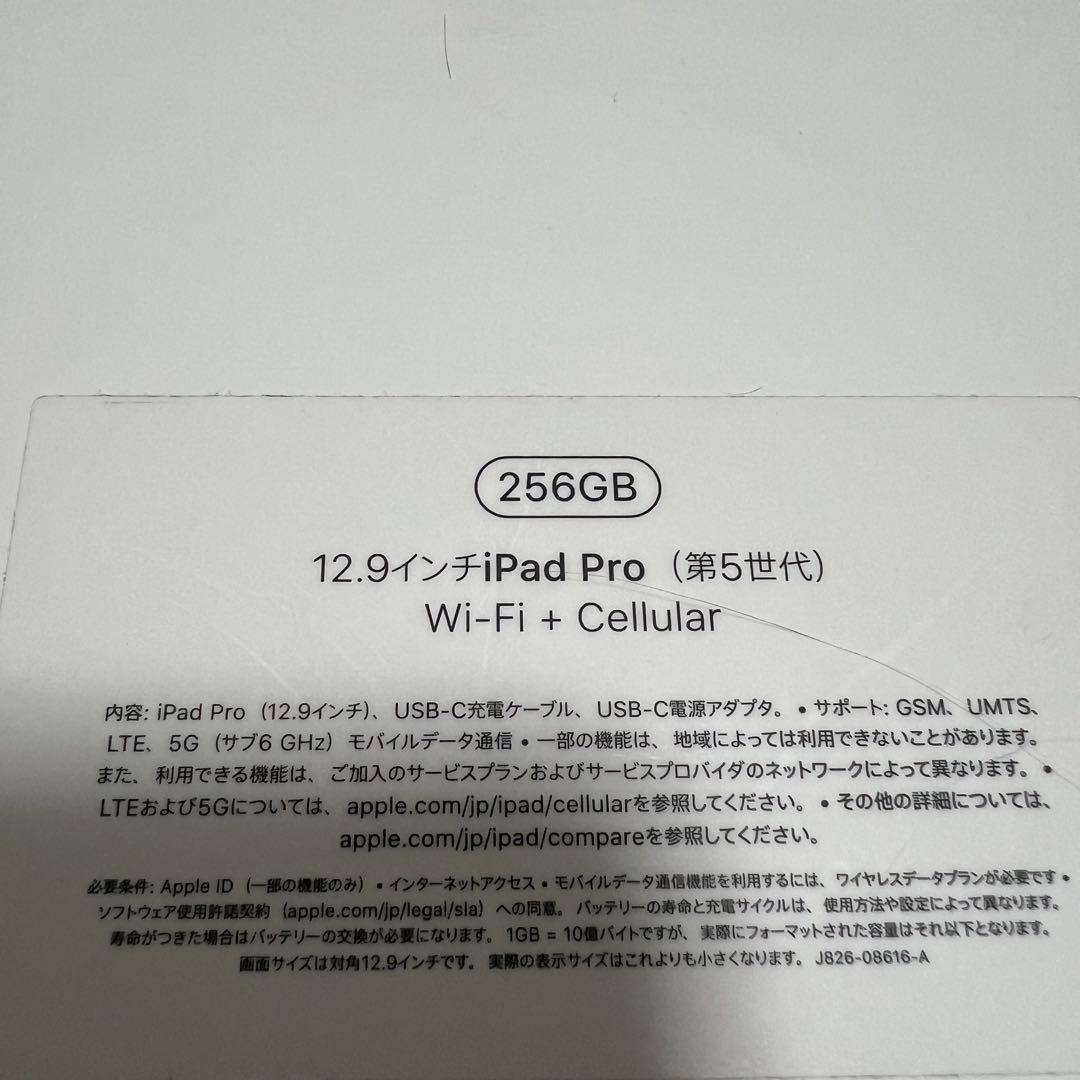 256GB
12.9インチiPad Pro（第5世代）
Wi-Fi + Cellular
内容: iPad Pro（12.9インチ）、USB-C充電ケーブル、USB-C電源アダプタ。• サポート: GSM、UMTS、
LTE、5G（サブ6 GHz）モバイルデータ通信 • 一部の機能は、地域によっては利用できないことがあります。
また、利用できる機能は、ご加入のサービスプランおよびサービスプロバイダのネットワークによって異なります。•
LTEおよび5Gについては、apple.com/jp/ipad/cellularを参照してください。• その他の詳細については、
apple.com/jp/ipad/compareを参照してください。
必要条件: Apple ID（一部の機能のみ）• インターネットアクセス • モバイルデータ通信機能を利用するには、ワイヤレスデータプランが必要です •
ソフトウェア使用許諾契約（apple.com/jp/legal/sla）への同意。バッテリーの寿命と充電サイクルは、使用方法や設定によって異なります。
寿命がつきた場合はバッテリーの交換が必要になります。1GB = 10億バイトですが、実際にフォーマットされた容量はそれ以下となります。
画面サイズは対角12.9インチです。実際の表示サイズはこれよりも小さくなります。J826-08616-A